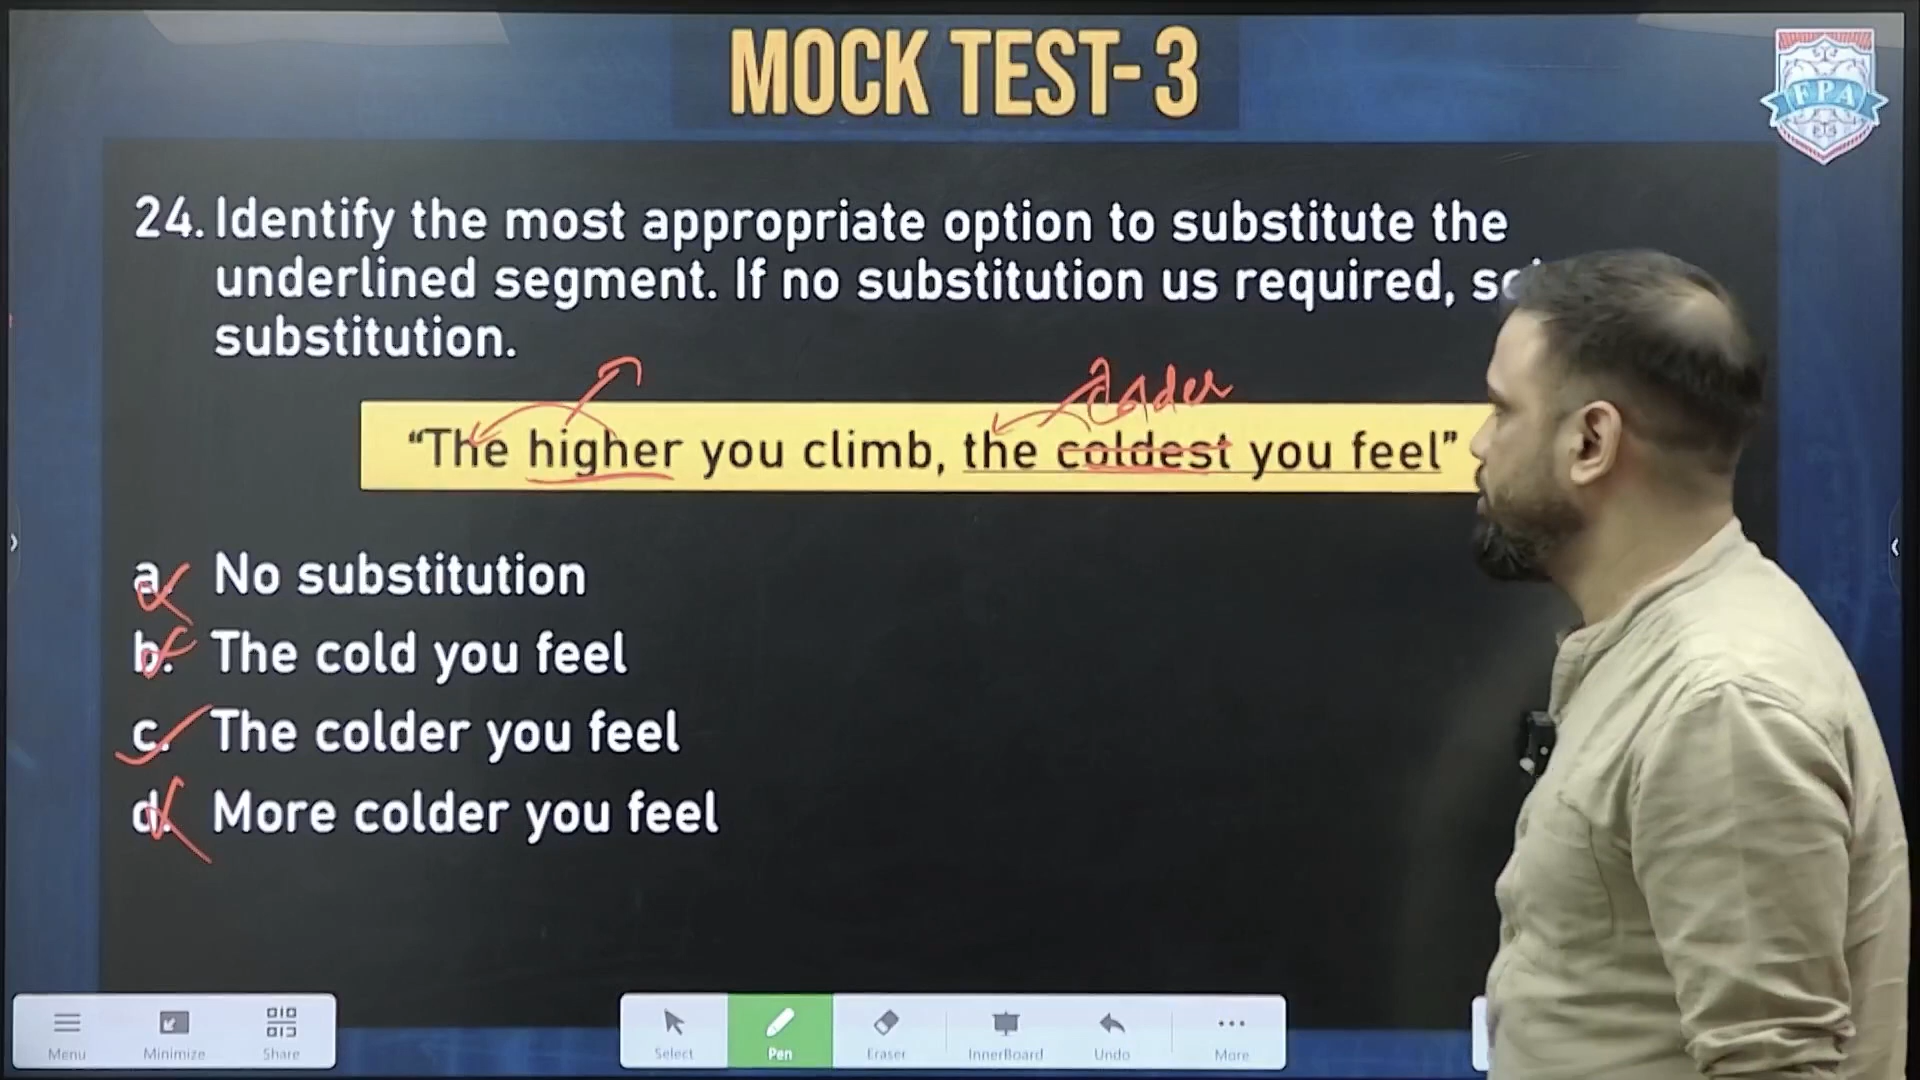 MOCK TEST-3
FPA
24. Identify the most appropriate option to substitute the
underlined segment. If no substitution us required,
substitution.
Colder
"The higher you climb, the coldest you feel"
a. No substitution
b. The cold you feel
c. The colder you feel
d. More colder you feel
Menu Minimize Share Select Pen Eraser InnerBoard Undo More